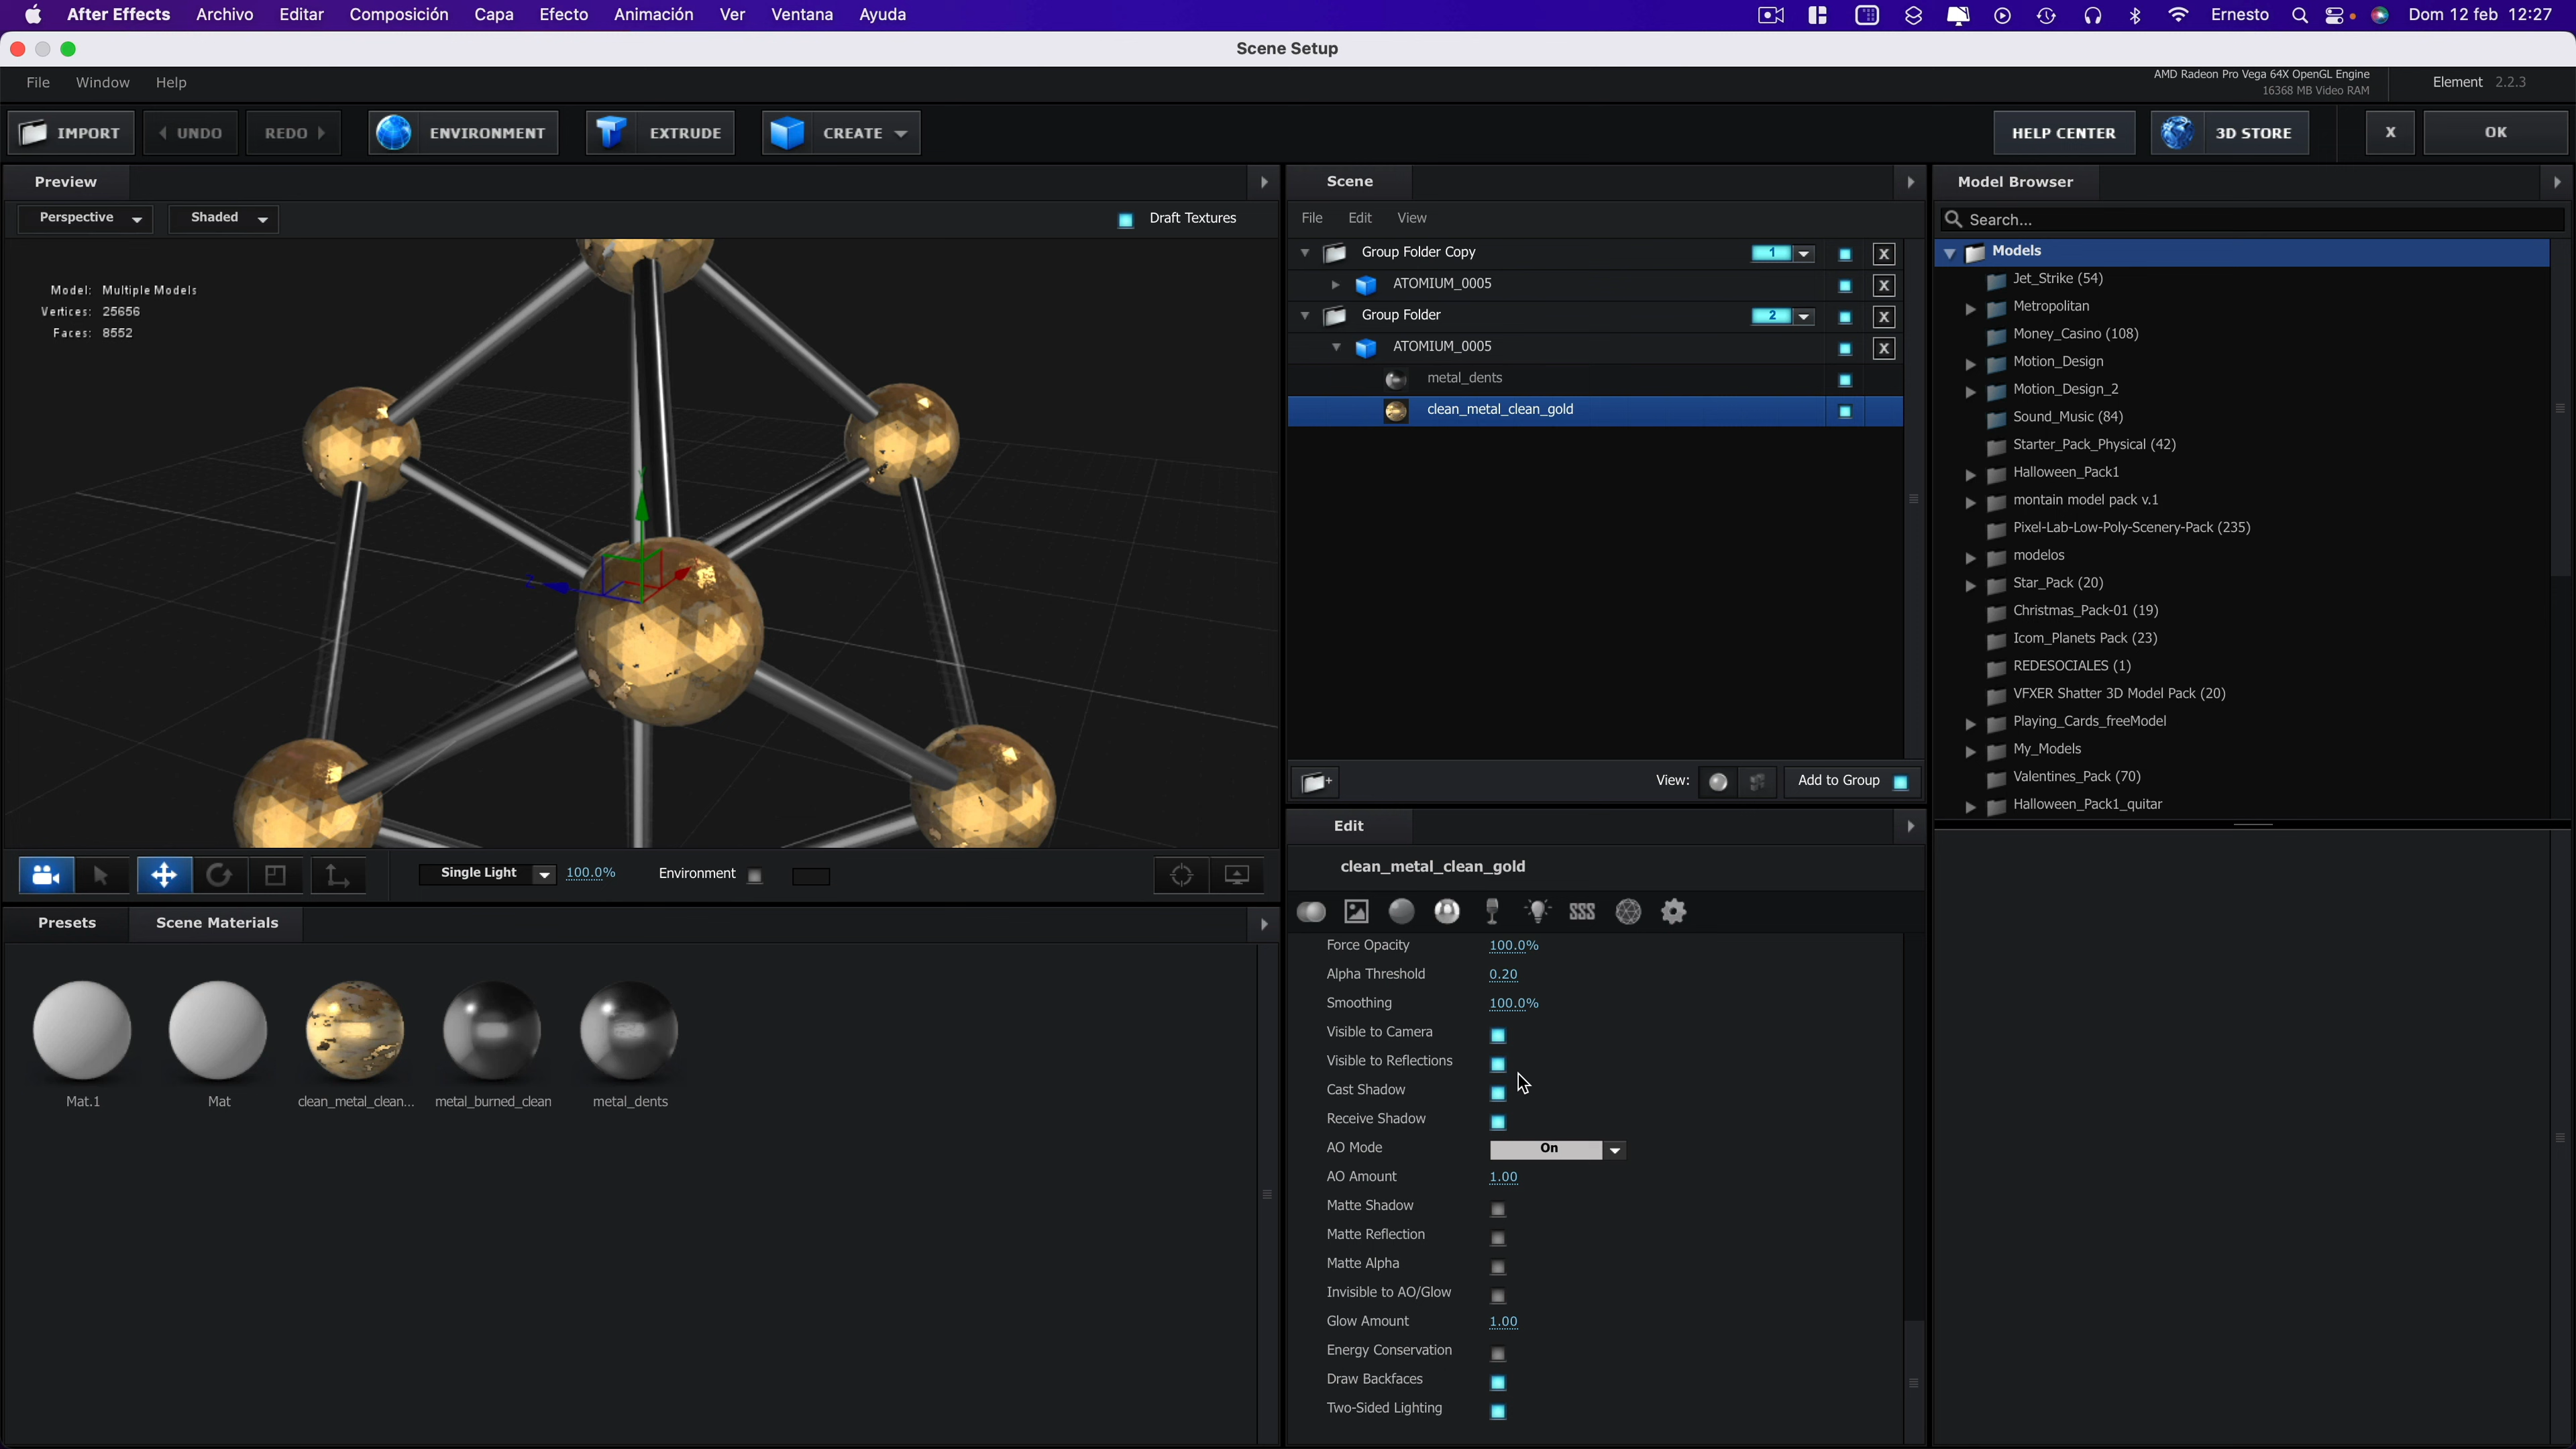 After Effects Archivo Editar Composición Capa Efecto Animación Ver Ventana Ayuda Ernesto Dom 12 feb 12:27
Scene Setup
File Window Help
AMD Radeon Pro Vega 64X OpenGL Engine
16368 MB Video RAM
Element 2.2.3
IMPORT UNDO REDO ENVIRONMENT EXTRUDE CREATE HELP CENTER 3D STORE X OK
Preview
Perspective Shaded Draft Textures
Model: Multiple Models
Vertices: 25656
Faces: 8552
Y
Z
Single Light 100.0% Environment
Presets Scene Materials
Mat.1 Mat clean_metal_clean... metal_burned_clean metal_dents
Scene
File Edit View
Group Folder Copy 1 X
ATOMIUM_0005 X
Group Folder 2 X
ATOMIUM_0005 X
metal_dents
clean_metal_clean_gold
View: Add to Group
Edit
clean_metal_clean_gold
SSS
Force Opacity 100.0%
Alpha Threshold 0.20
Smoothing 100.0%
Visible to Camera
Visible to Reflections
Cast Shadow
Receive Shadow
AO Mode On
AO Amount 1.00
Matte Shadow
Matte Reflection
Matte Alpha
Invisible to AO/Glow
Glow Amount 1.00
Energy Conservation
Draw Backfaces
Two-Sided Lighting
Model Browser
Search...
Models
Jet_Strike (54)
Metropolitan
Money_Casino (108)
Motion_Design
Motion_Design_2
Sound_Music (84)
Starter_Pack_Physical (42)
Halloween_Pack1
montain model pack v.1
Pixel-Lab-Low-Poly-Scenery-Pack (235)
modelos
Star_Pack (20)
Christmas_Pack-01 (19)
Icom_Planets Pack (23)
REDESOCIALES (1)
VFXER Shatter 3D Model Pack (20)
Playing_Cards_freeModel
My_Models
Valentines_Pack (70)
Halloween_Pack1_quitar